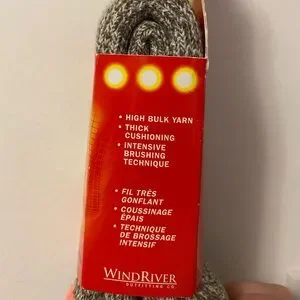 • HIGH BULK YARN
• THICK
CUSHIONING
• INTENSIVE
BRUSHING
TECHNIQUE
• FIL TRÈS
GONFLANT
• COUSSINAGE
ÉPAIS
• TECHNIQUE
DE BROSSAGE
INTENSIF
WINDRIVER
OUTFITTING CO.